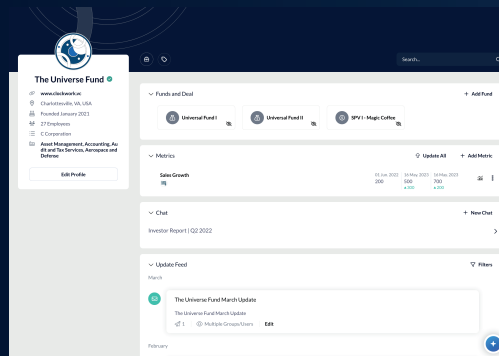 Search...
The Universe Fund
www.clockwork.vc
Charlottesville, VA, USA
Founded January 2021
27 Employees
C Corporation
Asset Management, Accounting, Au
dit and Tax Services, Aerospace and
Defense
Edit Profile
Funds and Deal
+ Add Fund
Universal Fund I
Universal Fund II
SPV I - Magic Coffee
Metrics
Update All
+ Add Metric
Sales Growth
01 Jun, 2022 16 May, 2023 16 May, 2023
200 500 700
300 200
Chat
+ New Chat
Investor Report | Q2 2022
Update Feed
Filters
March
The Universe Fund March Update
The Universe Fund March Update
1 Multiple Groups/Users Edit
February